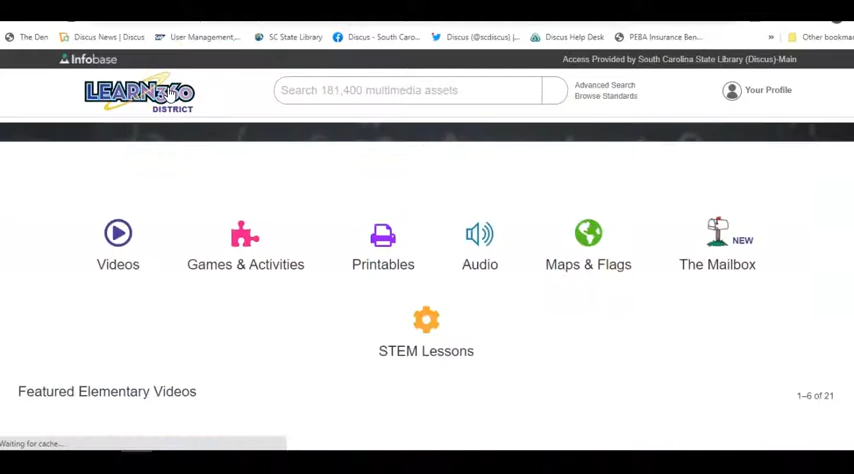 The Den
Discus News | Discus
User Management,...
SC State Library
Discus - South Caro...
Discus (@scdiscus) |...
Discus Help Desk
PEBA Insurance Ben...
»
Other bookmar
Infobase
Access Provided by South Carolina State Library (Discus)-Main
LEARN360
DISTRICT
Search 181,400 multimedia assets
Advanced Search
Browse Standards
Your Profile
Videos
Games & Activities
Printables
Audio
Maps & Flags
NEW
The Mailbox
STEM Lessons
Featured Elementary Videos
1–6 of 21
Waiting for cache...